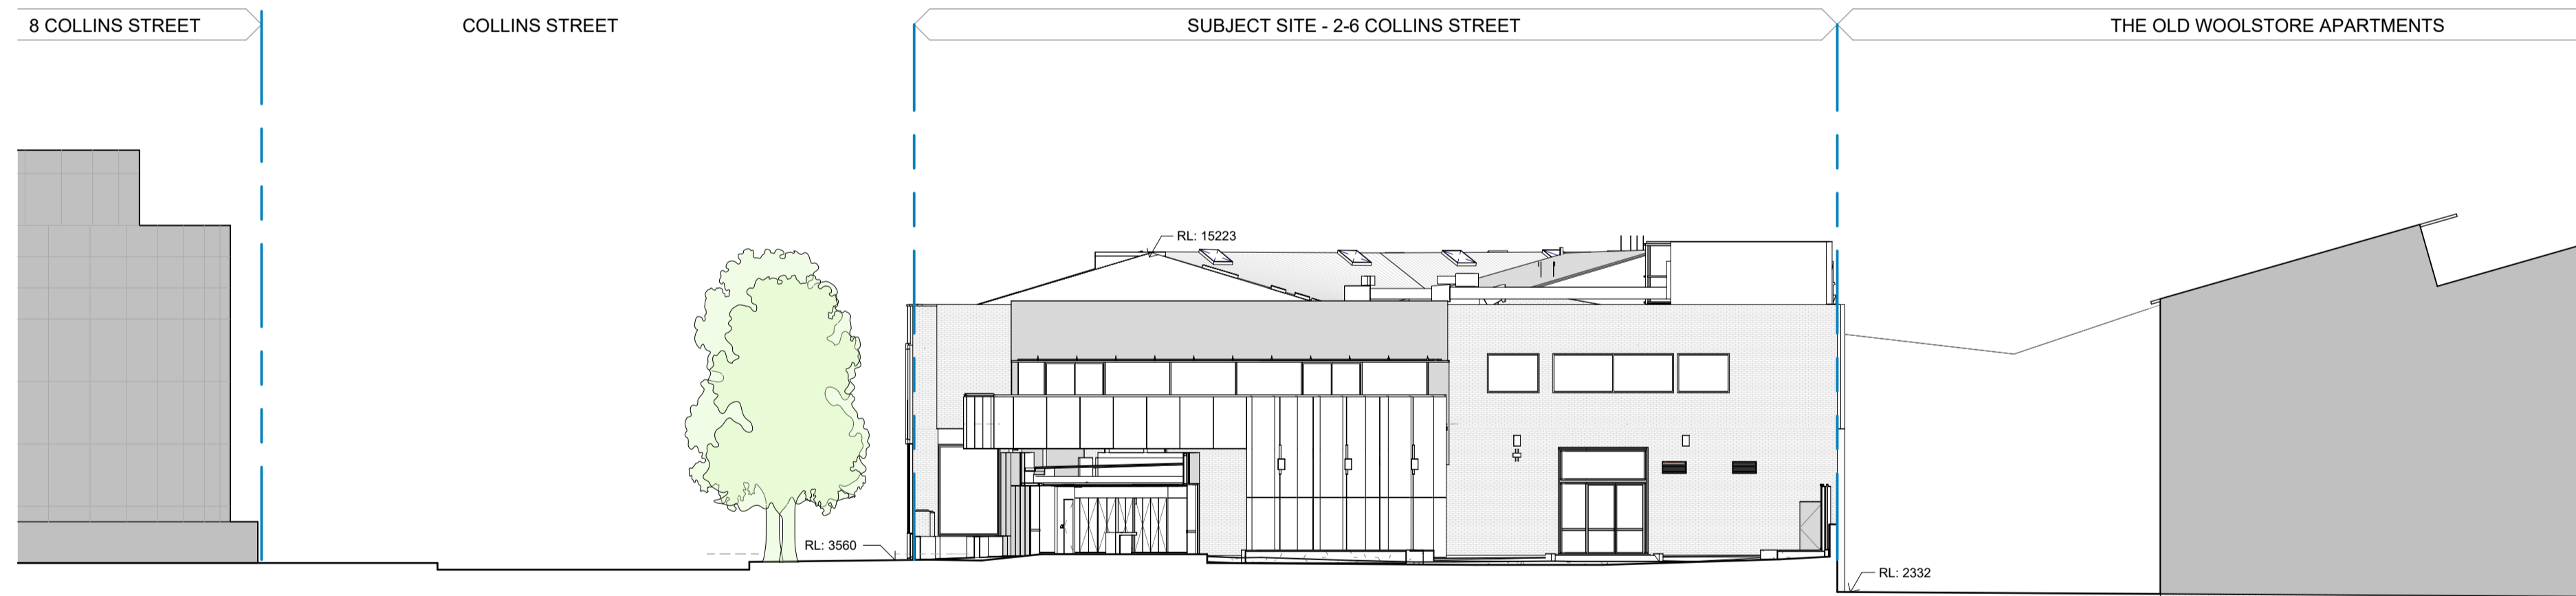 8 COLLINS STREET
COLLINS STREET
SUBJECT SITE - 2-6 COLLINS STREET
THE OLD WOOLSTORE APARTMENTS
RL: 15223
RL: 3560
RL: 2332